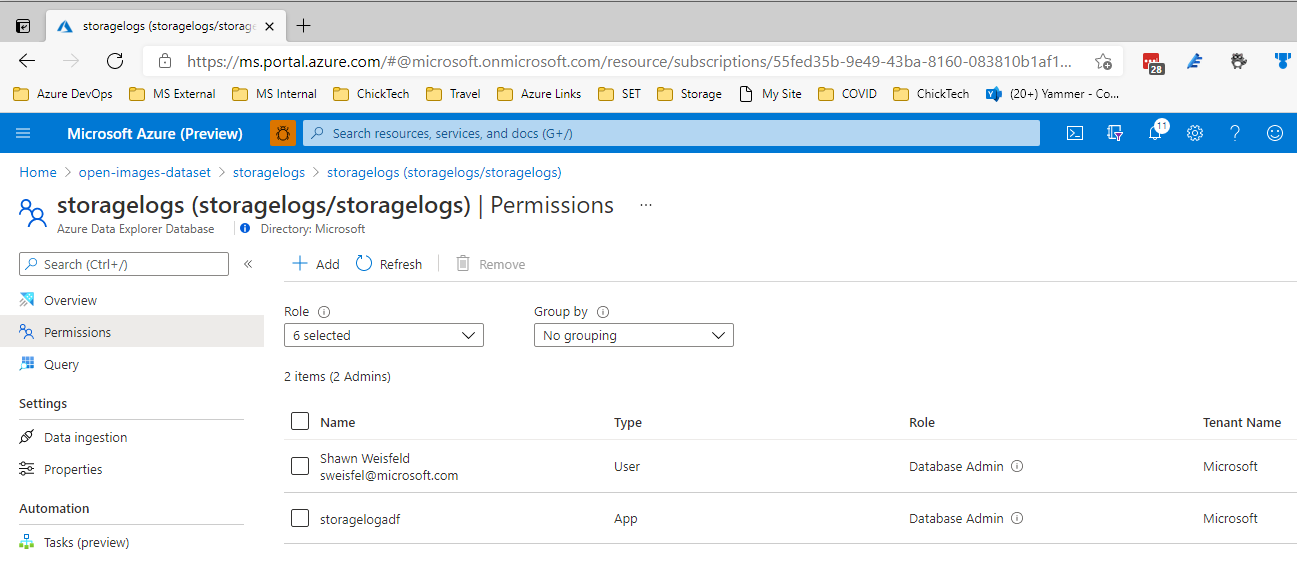 storagelogs (storagelogs/storage
https://ms.portal.azure.com/#@microsoft.onmicrosoft.com/resource/subscriptions/55fed35b-9e49-43ba-8160-083810b1af1...
28
Azure DevOps MS External MS Internal ChickTech Travel Azure Links SET Storage My Site COVID ChickTech (20+) Yammer - Co...
Microsoft Azure (Preview) Search resources, services, and docs (G+/) 11
Home > open-images-dataset > storagelogs > storagelogs (storagelogs/storagelogs)
storagelogs (storagelogs/storagelogs) | Permissions ...
Azure Data Explorer Database Directory: Microsoft
Search (Ctrl+/) «
Add Refresh Remove
Overview
Permissions
Query
Settings
Data ingestion
Properties
Automation
Tasks (preview)
Role Group by
6 selected No grouping
2 items (2 Admins)
Name Type Role Tenant Name
Shawn Weisfeld
sweisfel@microsoft.com User Database Admin Microsoft
storagelogadf App Database Admin Microsoft